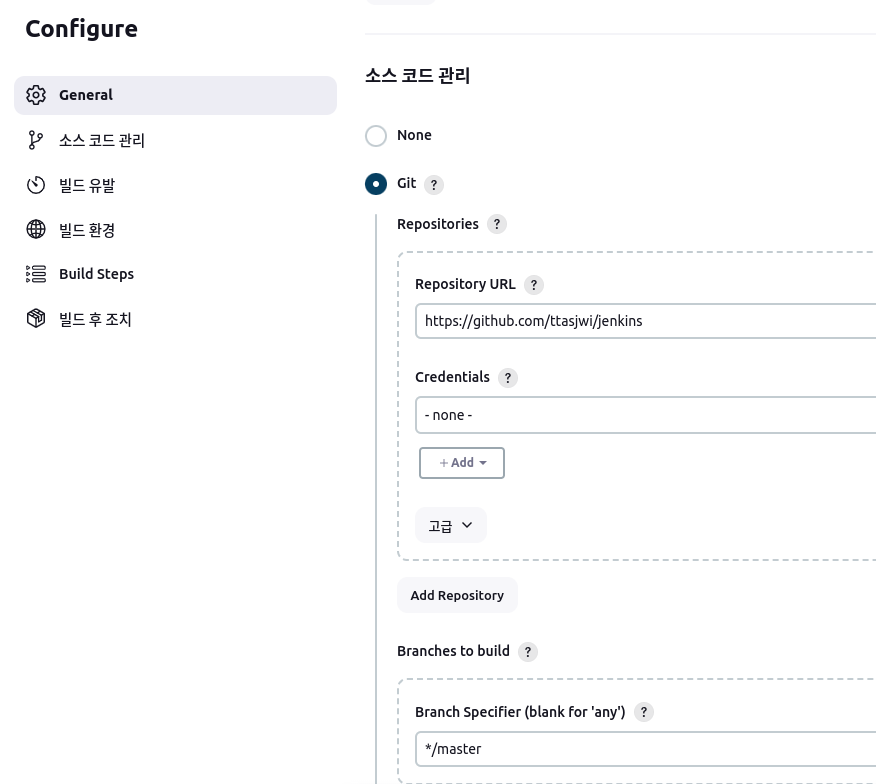 Configure
General
소스 코드 관리
빌드 유발
빌드 환경
Build Steps
빌드 후 조치
소스 코드 관리
None
Git ?
Repositories ?
Repository URL ?
https://github.com/ttasjwi/jenkins
Credentials ?
- none -
+ Add
고급
Add Repository
Branches to build ?
Branch Specifier (blank for 'any') ?
*/master